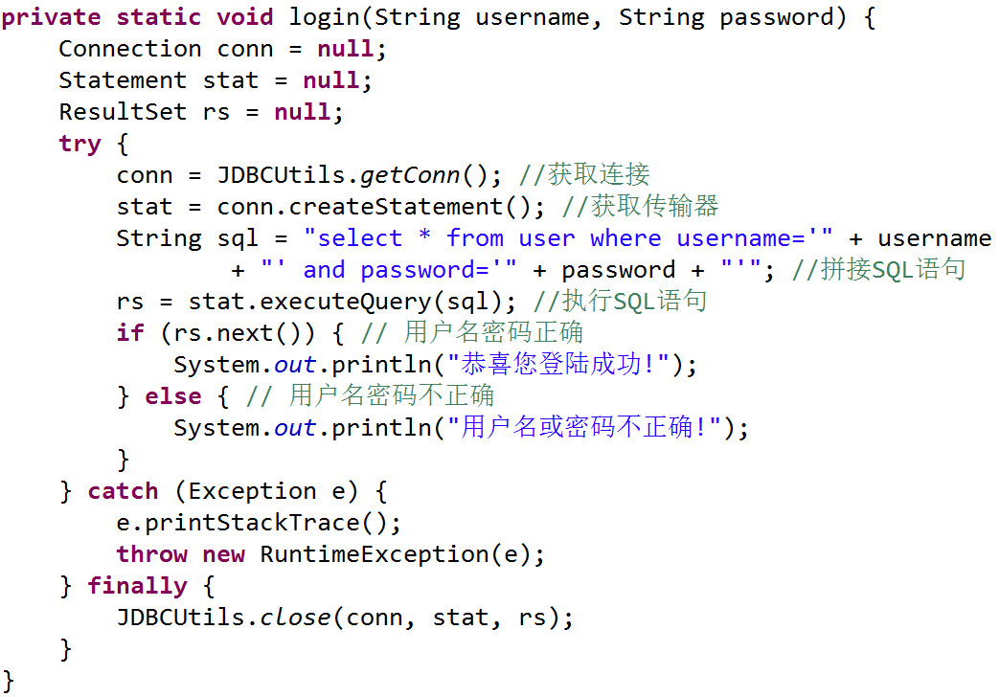 private static void login(String username, String password) {
    Connection conn = null;
    Statement stat = null;
    ResultSet rs = null;
    try {
        conn = JDBCUtils.getConn(); //获取连接
        stat = conn.createStatement(); //获取传输器
        String sql = "select * from user where username='" + username
                + "' and password='" + password + "'"; //拼接SQL语句
        rs = stat.executeQuery(sql); //执行SQL语句
        if (rs.next()) { // 用户名密码正确
            System.out.println("恭喜您登陆成功!");
        } else { // 用户名密码不正确
            System.out.println("用户名或密码不正确!");
        }
    } catch (Exception e) {
        e.printStackTrace();
        throw new RuntimeException(e);
    } finally {
        JDBCUtils.close(conn, stat, rs);
    }
}